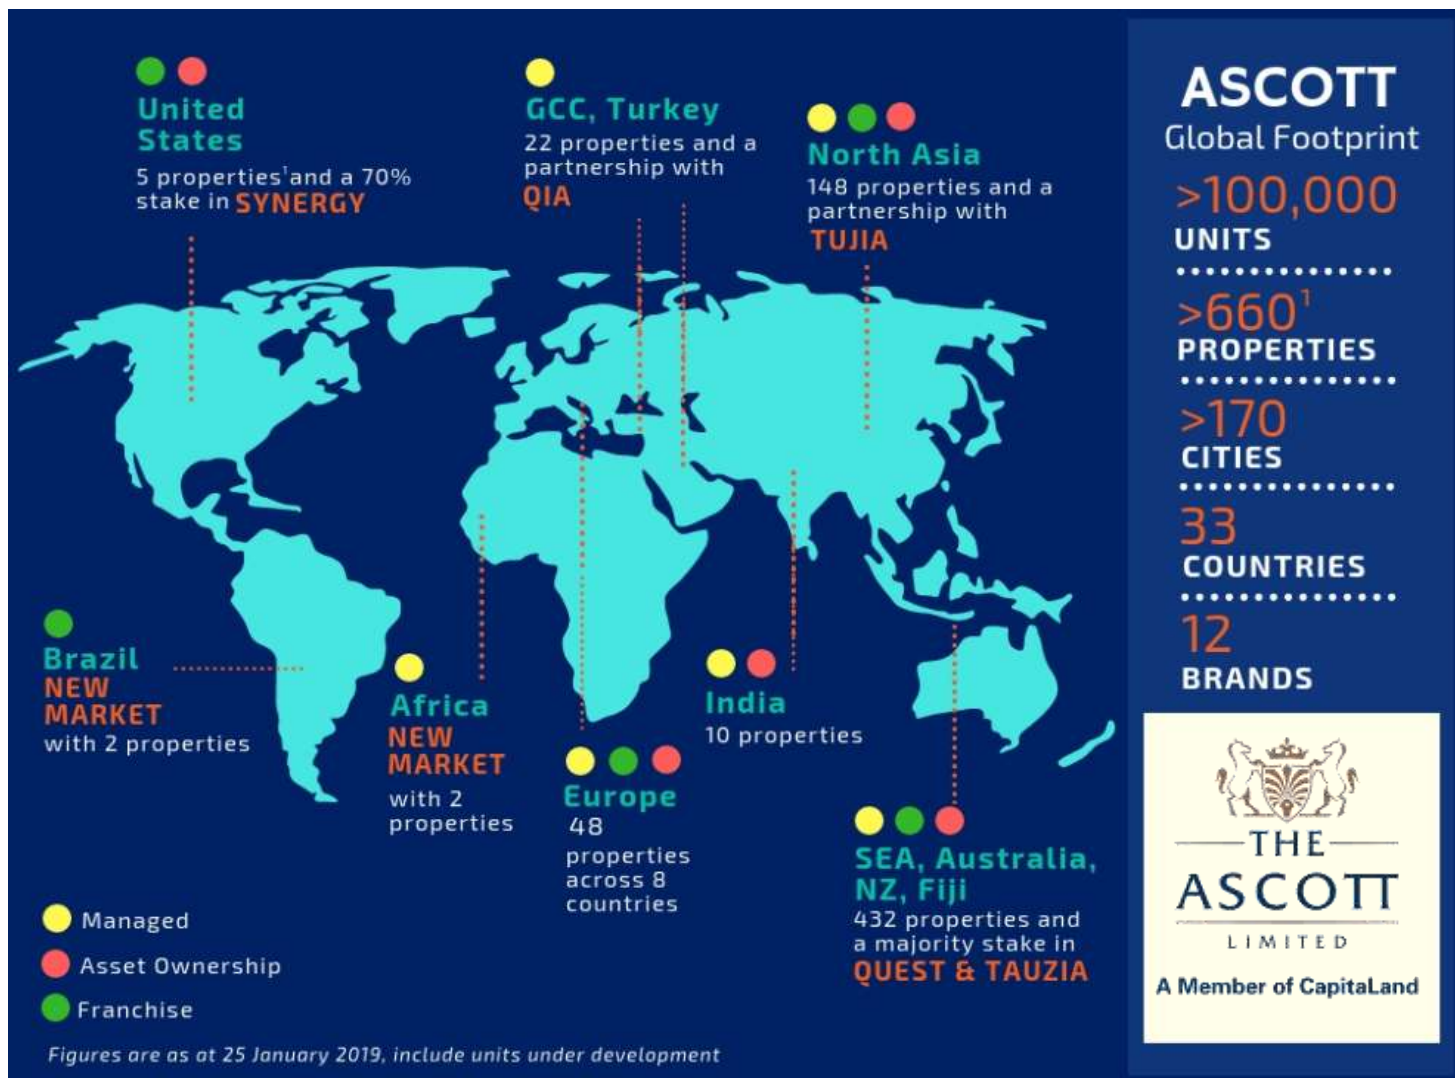 United
States
5 properties¹and a 70%
stake in SYNERGY
GCC, Turkey
22 properties and a
partnership with
QIA
North Asia
148 properties and a
partnership with
TUJIA
Brazil
NEW
MARKET
with 2 properties
Africa
NEW
MARKET
with 2
properties
Europe
48
properties
across 8
countries
India
10 properties
SEA, Australia,
NZ, Fiji
432 properties and
a majority stake in
QUEST & TAUZIA
Managed
Asset Ownership
Franchise
Figures are as at 25 January 2019, include units under development
ASCOTT
Global Footprint
>100,000
UNITS
>660¹
PROPERTIES
>170
CITIES
33
COUNTRIES
12
BRANDS
THE
ASCOTT
LIMITED
A Member of CapitaLand